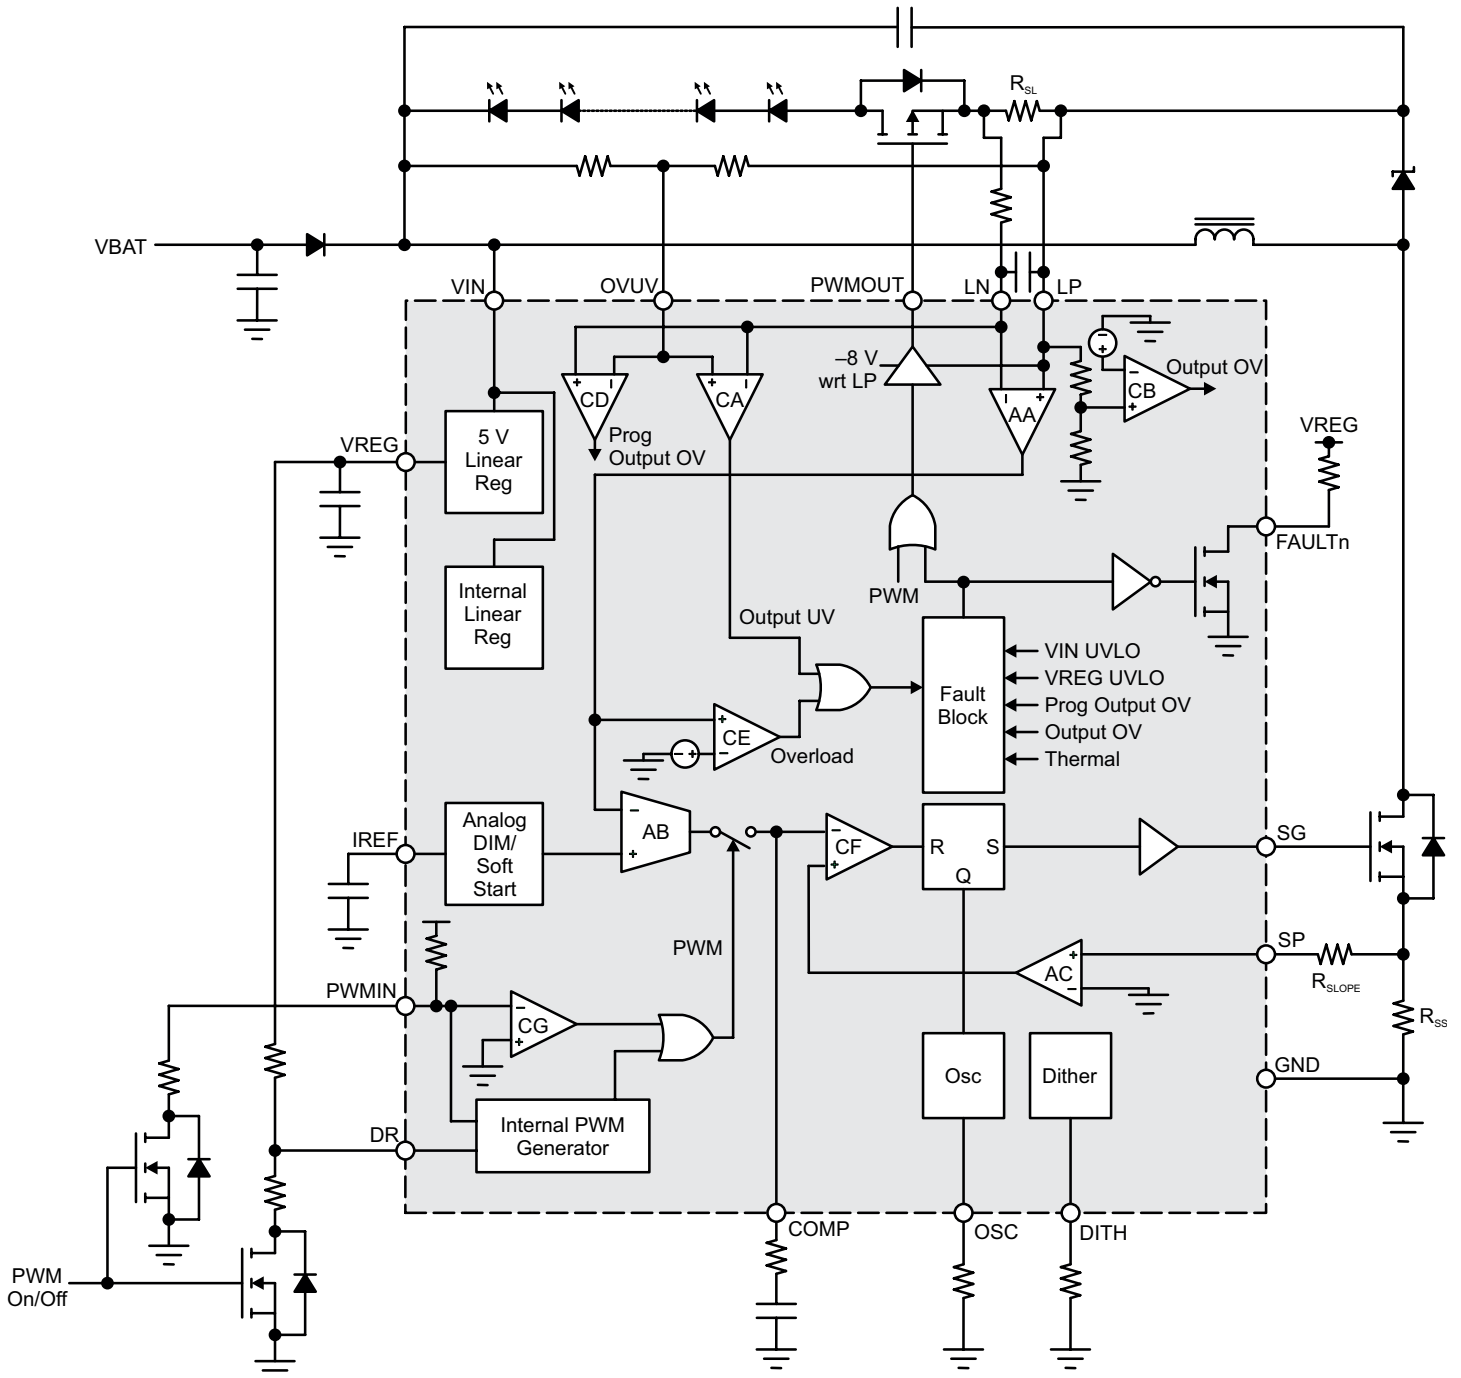 R_SL
VBAT
VIN
OVUV
PWMOUT
LN
LP
–8 V
wrt LP
Output OV
+
–
CD
+
–
CA
–
+
AA
–
+
–
CB
+
Prog
Output OV
VREG
VREG
5 V
Linear
Reg
FAULTn
PWM
Internal
Linear
Reg
Output UV
VIN UVLO
VREG UVLO
Prog Output OV
Output OV
Thermal
Fault
Block
+
CE
–
– +
Overload
IREF
Analog
DIM/
Soft
Start
–
AB
+
–
CF
+
R
S
Q
SG
PWM
SP
+
AC
–
R_SLOPE
PWMIN
–
CG
+
R_SS
GND
Osc
Dither
DR
Internal PWM
Generator
COMP
OSC
DITH
PWM
On/Off